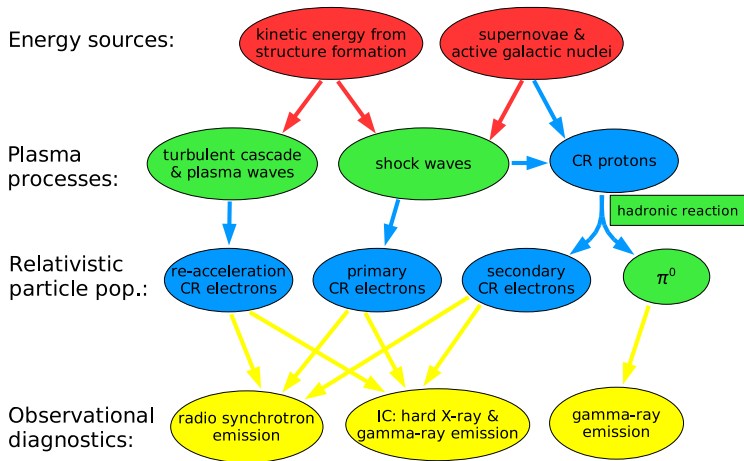 Energy sources:
kinetic energy from
structure formation
supernovae &
active galactic nuclei
Plasma
processes:
turbulent cascade
& plasma waves
shock waves
CR protons
hadronic reaction
Relativistic
particle pop.:
re-acceleration
CR electrons
primary
CR electrons
secondary
CR electrons
π⁰
Observational
diagnostics:
radio synchrotron
emission
IC: hard X-ray &
gamma-ray emission
gamma-ray
emission